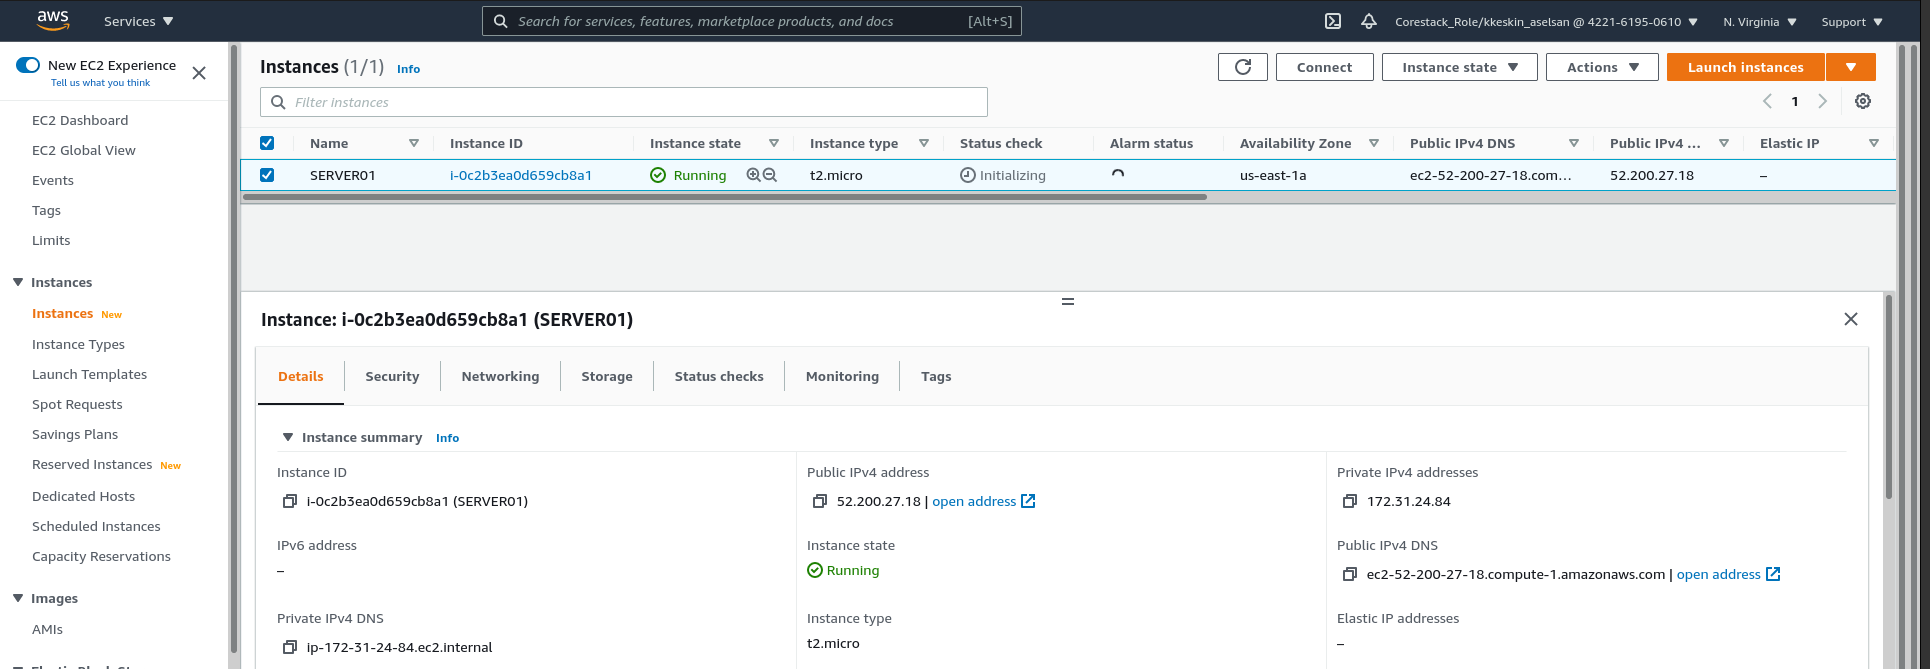 aws
Services
Search for services, features, marketplace products, and docs [Alt+S]
Corestack_Role/kkeskin_aselsan @ 4221-6195-0610
N. Virginia
Support
New EC2 Experience
Tell us what you think
EC2 Dashboard
EC2 Global View
Events
Tags
Limits
Instances
Instances New
Instance Types
Launch Templates
Spot Requests
Savings Plans
Reserved Instances New
Dedicated Hosts
Scheduled Instances
Capacity Reservations
Images
AMIs
Instances (1/1) Info
Connect
Instance state
Actions
Launch instances
Filter instances
1
Name Instance ID Instance state Instance type Status check Alarm status Availability Zone Public IPv4 DNS Public IPv4 ... Elastic IP
SERVER01 i-0c2b3ea0d659cb8a1 Running t2.micro Initializing us-east-1a ec2-52-200-27-18.com... 52.200.27.18 –
Instance: i-0c2b3ea0d659cb8a1 (SERVER01)
Details Security Networking Storage Status checks Monitoring Tags
Instance summary Info
Instance ID
i-0c2b3ea0d659cb8a1 (SERVER01)
Public IPv4 address
52.200.27.18 | open address
Private IPv4 addresses
172.31.24.84
IPv6 address
–
Instance state
Running
Public IPv4 DNS
ec2-52-200-27-18.compute-1.amazonaws.com | open address
Private IPv4 DNS
ip-172-31-24-84.ec2.internal
Instance type
t2.micro
Elastic IP addresses
–